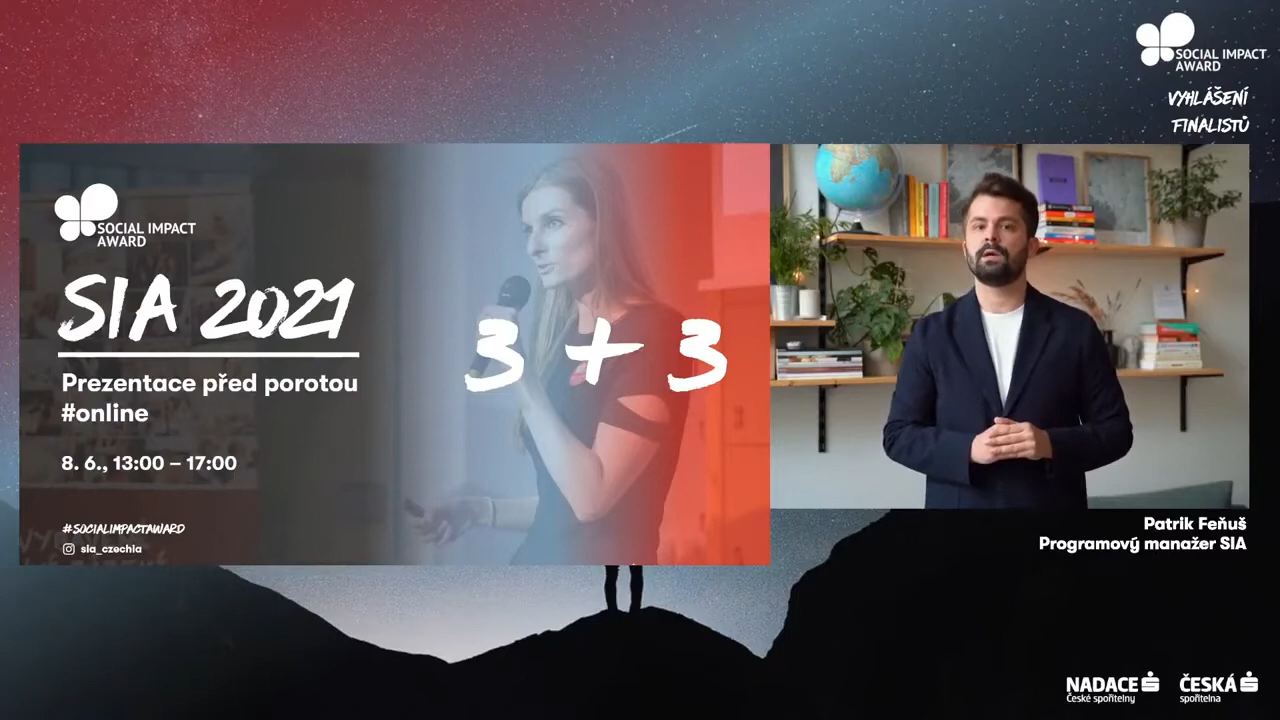 SOCIAL IMPACT
AWARD
VYHLÁŠENÍ
FINALISTŮ
SOCIAL IMPACT
AWARD
SIA 2021
Prezentace před porotou
#online
8. 6., 13:00 – 17:00
#SOCIALIMPACTAWARD
sia_czechia
3 + 3
Patrik Feňuš
Programový manažer SIA
NADACE
České spořitelny
ČESKÁ
spořitelna